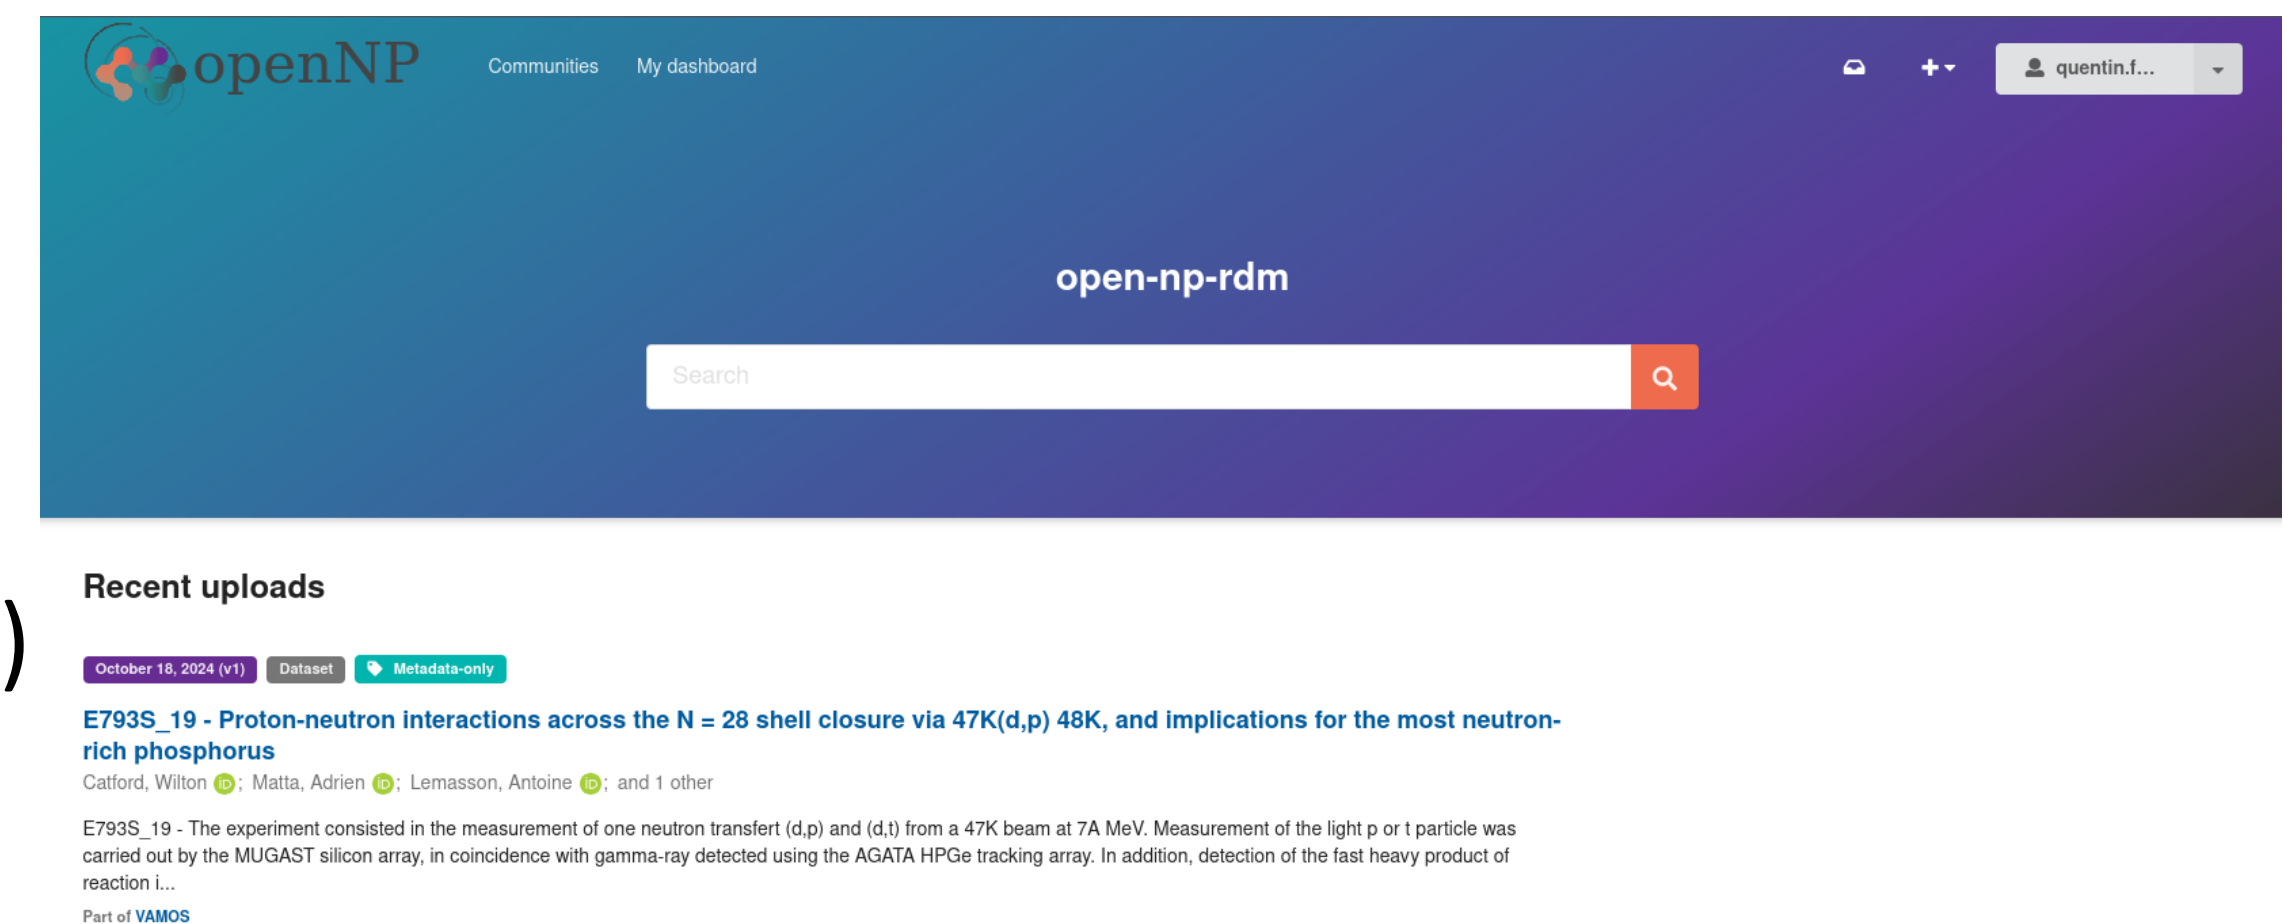 openNP Communities My dashboard quentin.f...
open-np-rdm
Search
Recent uploads
)
October 18, 2024 (v1) Dataset Metadata-only
E793S_19 - Proton-neutron interactions across the N = 28 shell closure via 47K(d,p) 48K, and implications for the most neutron-
rich phosphorus
Catford, Wilton iD; Matta, Adrien iD; Lemasson, Antoine iD; and 1 other
E793S_19 - The experiment consisted in the measurement of one neutron transfert (d,p) and (d,t) from a 47K beam at 7A MeV. Measurement of the light p or t particle was
carried out by the MUGAST silicon array, in coincidence with gamma-ray detected using the AGATA HPGe tracking array. In addition, detection of the fast heavy product of
reaction i...
Part of VAMOS